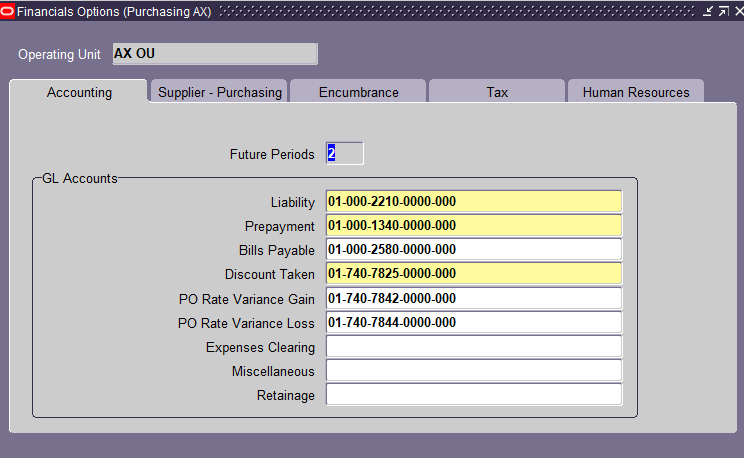 Financials Options (Purchasing AX)
Operating Unit AX OU
Accounting Supplier - Purchasing Encumbrance Tax Human Resources
Future Periods 2
GL Accounts
Liability 01-000-2210-0000-000
Prepayment 01-000-1340-0000-000
Bills Payable 01-000-2580-0000-000
Discount Taken 01-740-7825-0000-000
PO Rate Variance Gain 01-740-7842-0000-000
PO Rate Variance Loss 01-740-7844-0000-000
Expenses Clearing
Miscellaneous
Retainage